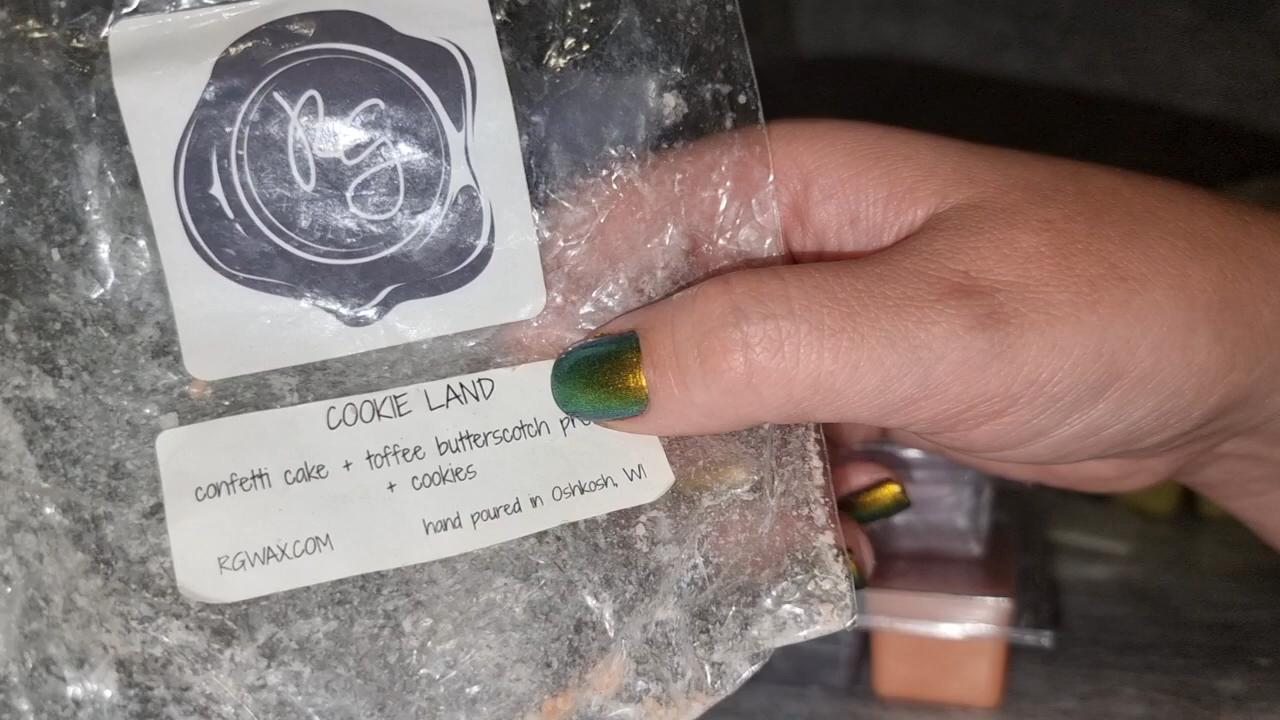 rg
COOKIE LAND
confetti cake + toffee butterscotch
+ cookies
hand poured in Oshkosh, WI
RGWAX.COM